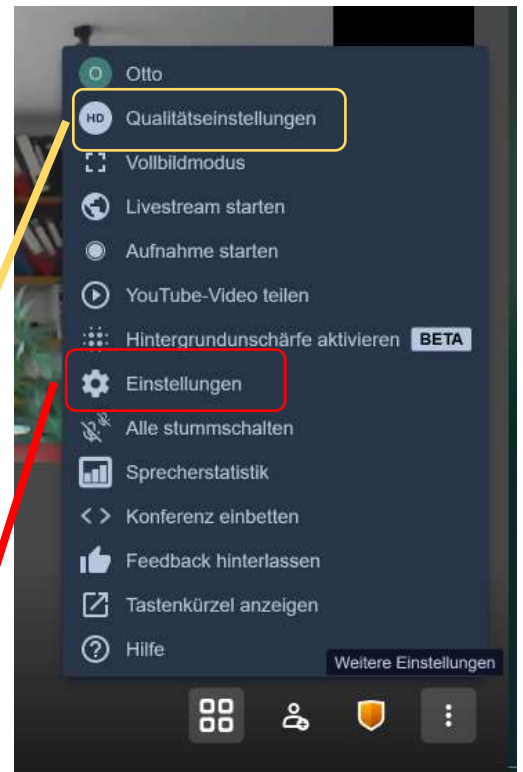 O Otto
HD Qualitätseinstellungen
Vollbildmodus
Livestream starten
Aufnahme starten
YouTube-Video teilen
Hintergrundunschärfe aktivieren BETA
Einstellungen
Alle stummschalten
Sprecherstatistik
Konferenz einbetten
Feedback hinterlassen
Tastenkürzel anzeigen
Hilfe
Weitere Einstellungen